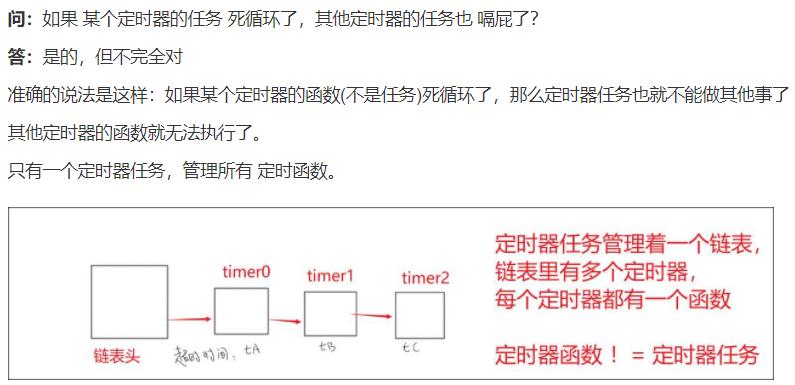 问：如果 某个定时器的任务 死循环了，其他定时器的任务也 嗝屁了？
答：是的，但不完全对
准确的说法是这样：如果某个定时器的函数(不是任务)死循环了，那么定时器任务也就不能做其他事了
其他定时器的函数就无法执行了。
只有一个定时器任务，管理所有 定时函数。
定时器任务管理着一个链表，
链表里有多个定时器，
每个定时器都有一个函数
定时器函数！= 定时器任务
timer0
timer1
timer2
链表头
超时时间：tA
tB
tC